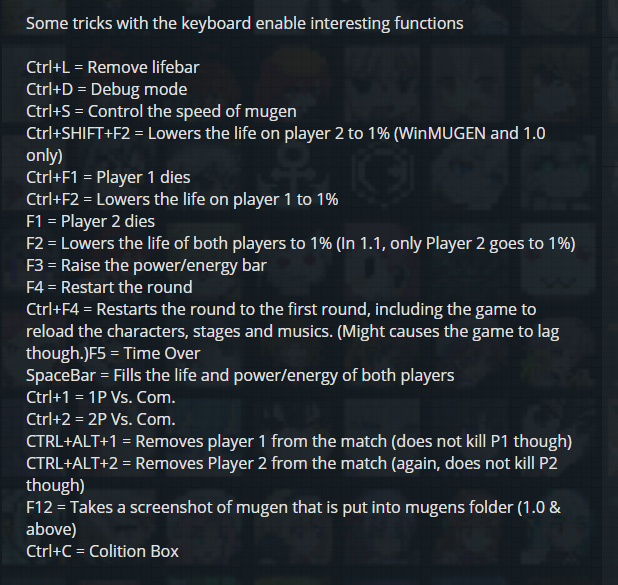 Some tricks with the keyboard enable interesting functions
Ctrl+L = Remove lifebar
Ctrl+D = Debug mode
Ctrl+S = Control the speed of mugen
Ctrl+SHIFT+F2 = Lowers the life on player 2 to 1% (WinMUGEN and 1.0
only)
Ctrl+F1 = Player 1 dies
Ctrl+F2 = Lowers the life on player 1 to 1%
F1 = Player 2 dies
F2 = Lowers the life of both players to 1% (In 1.1, only Player 2 goes to 1%)
F3 = Raise the power/energy bar
F4 = Restart the round
Ctrl+F4 = Restarts the round to the first round, including the game to
reload the characters, stages and musics. (Might causes the game to lag
though.)F5 = Time Over
SpaceBar = Fills the life and power/energy of both players
Ctrl+1 = 1P Vs. Com.
Ctrl+2 = 2P Vs. Com.
CTRL+ALT+1 = Removes player 1 from the match (does not kill P1 though)
CTRL+ALT+2 = Removes Player 2 from the match (again, does not kill P2
though)
F12 = Takes a screenshot of mugen that is put into mugens folder (1.0 &
above)
Ctrl+C = Colition Box